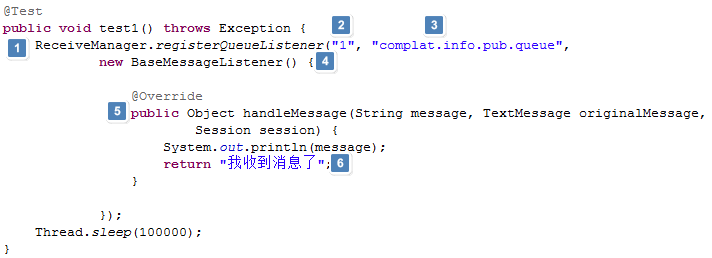 @Test
public void test1() throws Exception { 2 3
1 ReceiveManager.registerQueueListener("1", "complat.info.pub.queue",
new BaseMessageListener() { 4
@Override
5 public Object handleMessage(String message, TextMessage originalMessage,
Session session) {
System.out.println(message);
return "我收到消息了"; 6
}
});
Thread.sleep(100000);
}